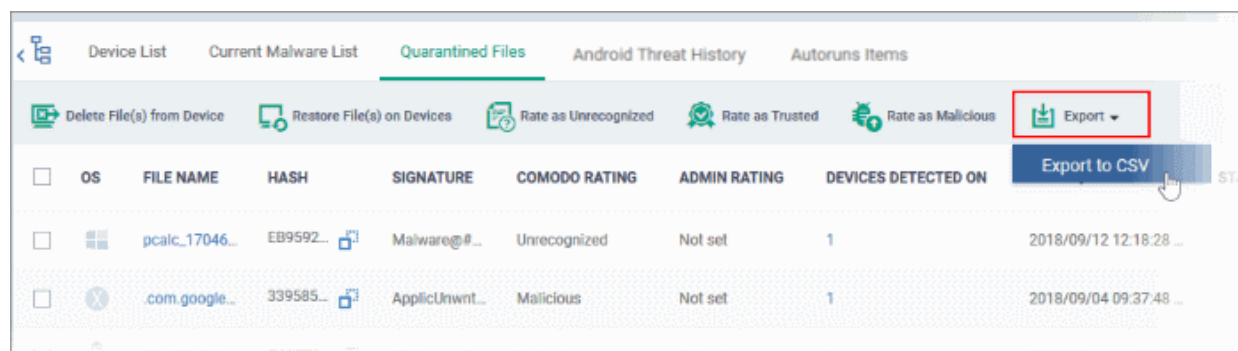 Device List Current Malware List Quarantined Files Android Threat History Autoruns Items
Delete File(s) from Device Restore File(s) on Devices Rate as Unrecognized Rate as Trusted Rate as Malicious Export
Export to CSV
OS FILE NAME HASH SIGNATURE COMODO RATING ADMIN RATING DEVICES DETECTED ON
pcalc_17046... EB9592... Malware@#... Unrecognized Not set 1 2018/09/12 12:18:28 ...
.com.google... 339585... ApplicUnwnt... Malicious Not set 1 2018/09/04 09:37:48 ...